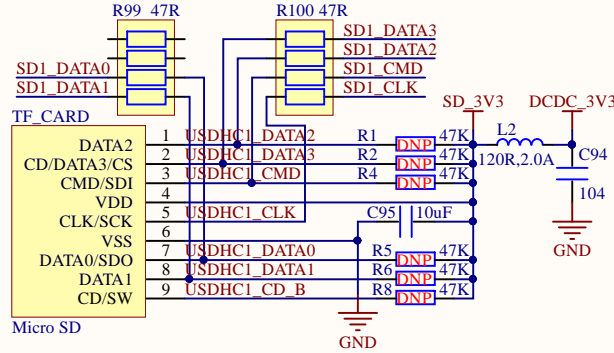 R99 47R
R100 47R
SD1_DATA3
SD1_DATA2
SD1_DATA0
SD1_CMD
SD1_DATA1
SD1_CLK
SD_3V3
DCDC_3V3
TF_CARD
DATA2 1 USDHC1_DATA2 R1 DNP 47K
L2
120R,2.0A
CD/DATA3/CS 2 USDHC1_DATA3 R2 DNP 47K
C94
CMD/SDI 3 USDHC1_CMD R4 DNP 47K
104
VDD 4
CLK/SCK 5 USDHC1_CLK C95 10uF
VSS 6
GND
DATA0/SDO 7 USDHC1_DATA0 R5 DNP 47K
DATA1 8 USDHC1_DATA1 R6 DNP 47K
CD/SW 9 USDHC1_CD_B R8 DNP 47K
Micro SD
GND